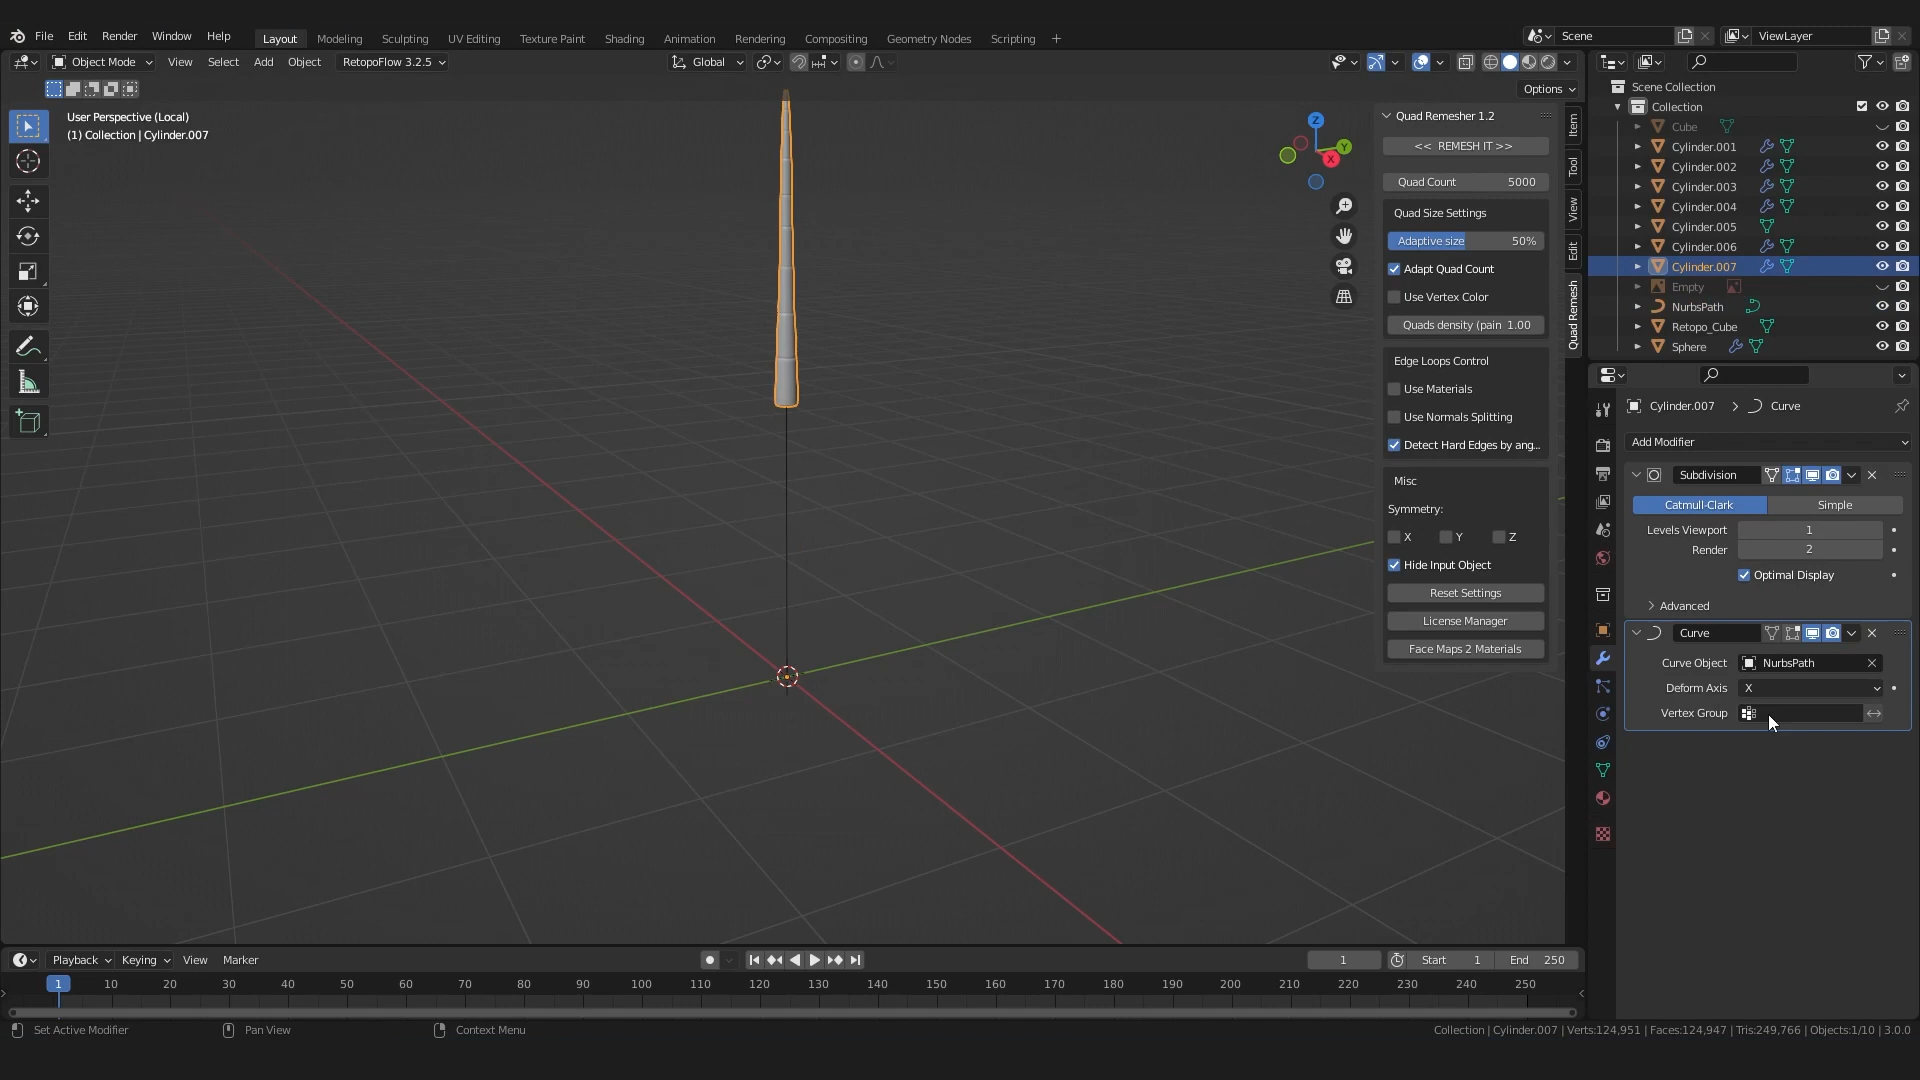 File Edit Render Window Help Layout Modeling Sculpting UV Editing Texture Paint Shading Animation Rendering Compositing Geometry Nodes Scripting + Scene ViewLayer
Object Mode View Select Add Object RetopoFlow 3.2.5 Global
Options
User Perspective (Local)
(1) Collection | Cylinder.007
Z
Y
X
Quad Remesher 1.2
<< REMESH IT >>
Quad Count 5000
Quad Size Settings
Adaptive size 50%
Adapt Quad Count
Use Vertex Color
Quads density (pain 1.00
Edge Loops Control
Use Materials
Use Normals Splitting
Detect Hard Edges by ang...
Misc
Symmetry:
X Y Z
Hide Input Object
Reset Settings
License Manager
Face Maps 2 Materials
Item
Tool
View
Edit
Quad Remesh
Scene Collection
Collection
Cube
Cylinder.001
Cylinder.002
Cylinder.003
Cylinder.004
Cylinder.005
Cylinder.006
Cylinder.007
Empty
NurbsPath
Retopo_Cube
Sphere
Cylinder.007 > Curve
Add Modifier
Subdivision
Catmull-Clark Simple
Levels Viewport 1
Render 2
Optimal Display
Advanced
Curve
Curve Object NurbsPath
Deform Axis X
Vertex Group
Playback Keying View Marker 1 Start 1 End 250
1 10 20 30 40 50 60 70 80 90 100 110 120 130 140 150 160 170 180 190 200 210 220 230 240 250
Set Active Modifier Pan View Context Menu Collection | Cylinder.007 | Verts:124,951 | Faces:124,947 | Tris:249,766 | Objects:1/10 | 3.0.0